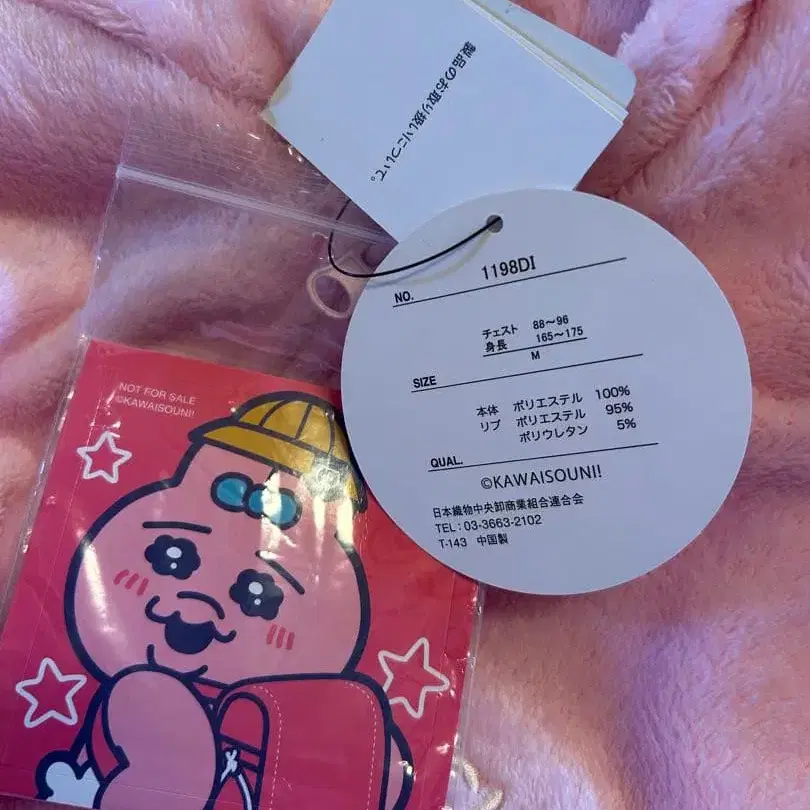 製品のお取り扱いについて。
NO. 1198DI
チェスト 88～96
身長 165～175
M
SIZE
本体 ポリエステル 100%
リブ ポリエステル 95%
ポリウレタン 5%
QUAL.
©KAWAISOUNI!
日本織物中央卸商業組合連合会
TEL:03-3663-2102
T-143 中国製
NOT FOR SALE
©KAWAISOUNI!